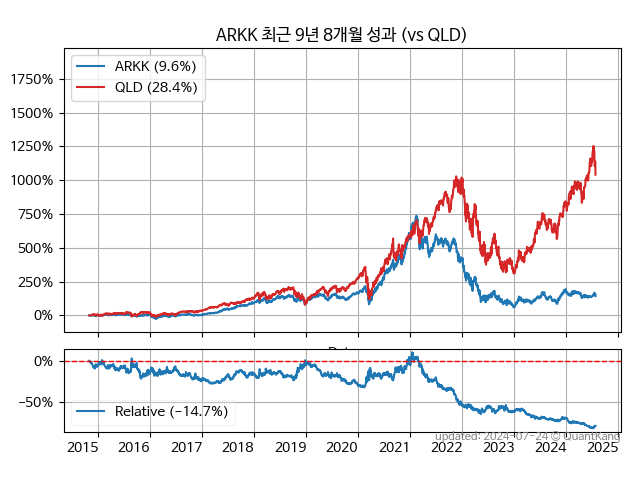 ARKK 최근 9년 8개월 성과 (vs QLD)
ARKK (9.6%)
QLD (28.4%)
1750%
1500%
1250%
1000%
750%
500%
250%
0%
0%
−50%
Relative (−14.7%)
updated: 2024-07-24 © QuantKang
2015 2016 2017 2018 2019 2020 2021 2022 2023 2024 2025